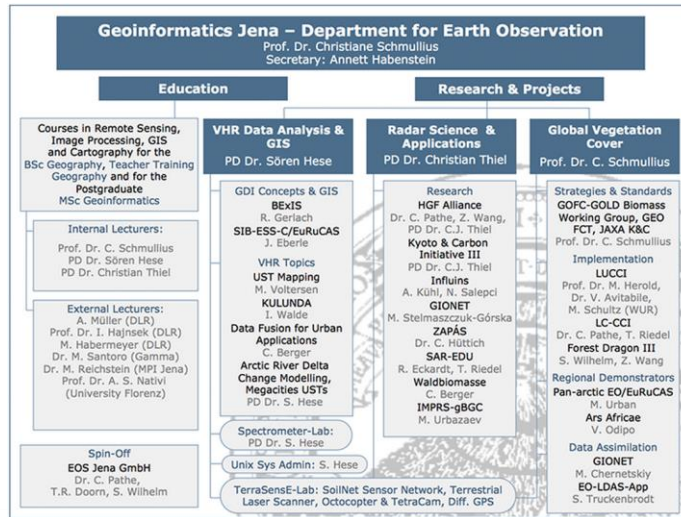 Geoinformatics Jena – Department for Earth Observation
Prof. Dr. Christiane Schmullius
Secretary: Annett Habenstein
Education
Research & Projects
Courses in Remote Sensing,
Image Processing, GIS
and Cartography for the
BSc Geography, Teacher Training
Geography and for the
Postgraduate
MSc Geoinformatics
Internal Lecturers:
Prof. Dr. C. Schmullius
PD Dr. Sören Hese
PD Dr. Christian Thiel
External Lecturers:
A. Müller (DLR)
Prof. Dr. I. Hajnsek (DLR)
M. Habermeyer (DLR)
Dr. M. Santoro (Gamma)
Dr. M. Reichstein (MPI Jena)
Prof. Dr. A. S. Nativi
(University Florenz)
Spin-Off
EOS Jena GmbH
Dr. C. Pathe,
T.R. Doorn, S. Wilhelm
VHR Data Analysis &
GIS
PD Dr. Sören Hese
GDI Concepts & GIS
BExIS
R. Gerlach
SIB-ESS-C/EuRuCAS
J. Eberle
VHR Topics
UST Mapping
M. Voltersen
KULUNDA
I. Walde
Data Fusion for Urban
Applications
C. Berger
Arctic River Delta
Change Modelling,
Megacities USTs
PD Dr. S. Hese
Spectrometer-Lab:
PD Dr. S. Hese
Unix Sys Admin: S. Hese
TerraSensE-Lab: SoilNet Sensor Network, Terrestrial
Laser Scanner, Octocopter & TetraCam, Diff. GPS
Radar Science &
Applications
PD Dr. Christian Thiel
Research
HGF Alliance
Dr. C. Pathe, Z. Wang,
PD Dr. C.J. Thiel
Kyoto & Carbon
Initiative III
PD Dr. C.J. Thiel
Influins
A. Kühl, N. Salepci
GIONET
M. Stelmaszczuk-Górska
ZAPÁS
Dr. C. Hüttich
SAR-EDU
R. Eckardt, T. Riedel
Waldbiomasse
C. Berger
IMPRS-gBGC
M. Urbazaev
Global Vegetation
Cover
Prof. Dr. C. Schmullius
Strategies & Standards
GOFC-GOLD Biomass
Working Group, GEO
FCT, JAXA K&C
Prof. Dr. C. Schmullius
Implementation
LUCCI
Prof. Dr. M. Herold,
Dr. V. Avitabile,
M. Schultz (WUR)
LC-CCI
Dr. C. Pathe, T. Riedel
Forest Dragon III
S. Wilhelm, Z. Wang
Regional Demonstrators
Pan-arctic EO/EuRuCAS
M. Urban
Ars Africae
V. Odipo
Data Assimilation
GIONET
M. Chernetskiy
EO-LDAS-App
S. Truckenbrodt